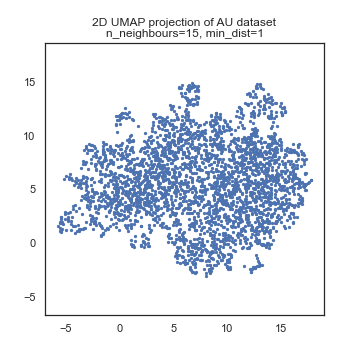 2D UMAP projection of AU dataset
n_neighbours=15, min_dist=1
15
10
5
0
−5
−5 0 5 10 15